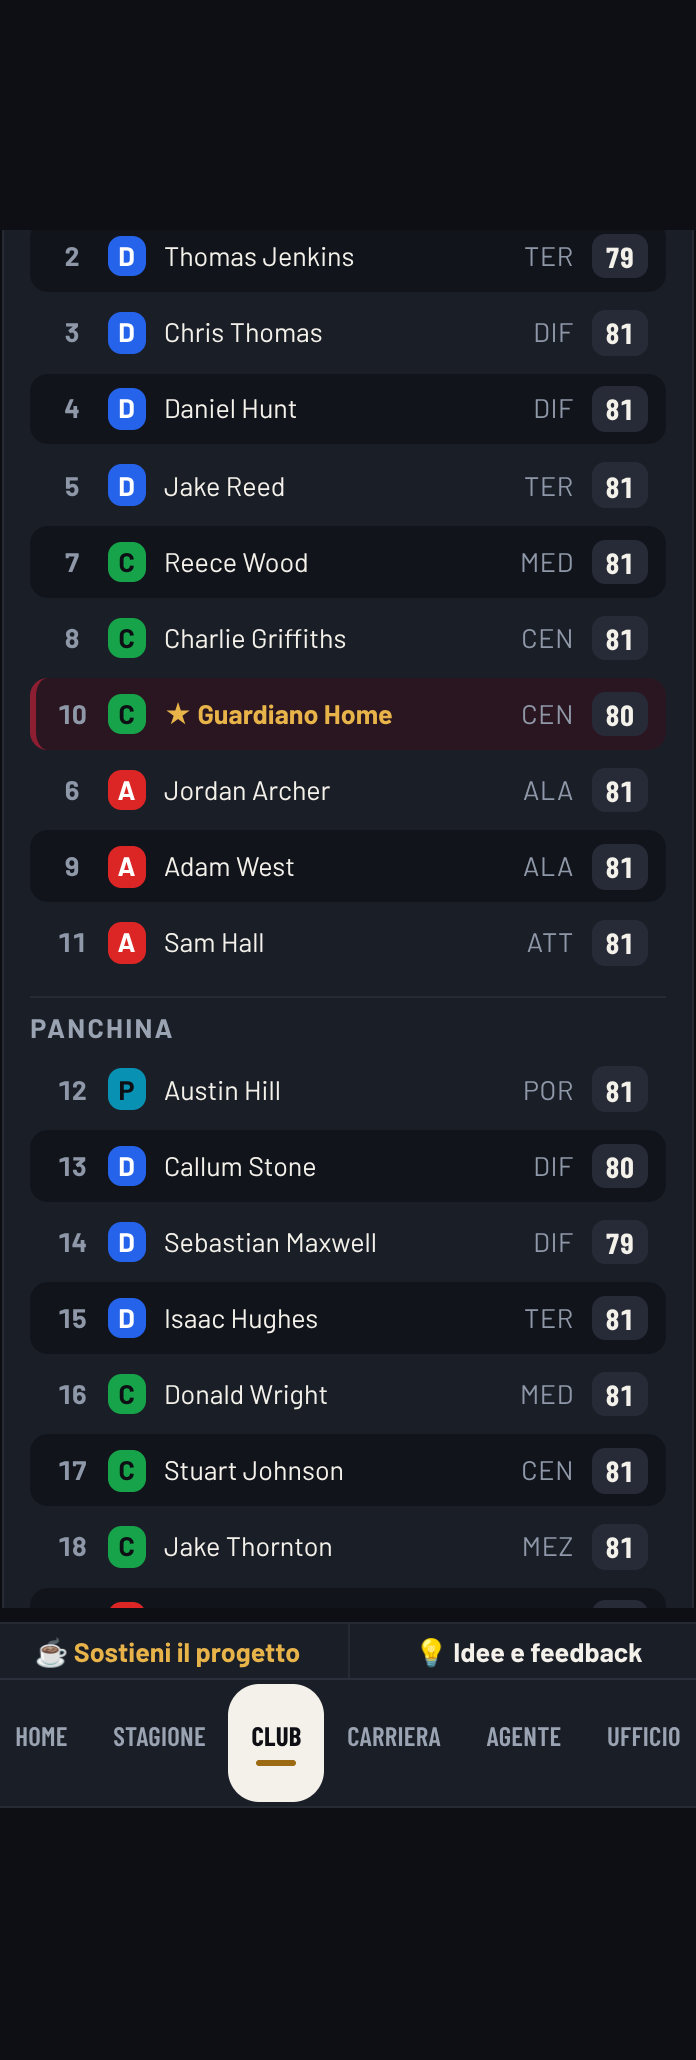 2 D Thomas Jenkins TER 79
3 D Chris Thomas DIF 81
4 D Daniel Hunt DIF 81
5 D Jake Reed TER 81
7 C Reece Wood MED 81
8 C Charlie Griffiths CEN 81
10 C ★ Guardiano Home CEN 80
6 A Jordan Archer ALA 81
9 A Adam West ALA 81
11 A Sam Hall ATT 81
PANCHINA
12 P Austin Hill POR 81
13 D Callum Stone DIF 80
14 D Sebastian Maxwell DIF 79
15 D Isaac Hughes TER 81
16 C Donald Wright MED 81
17 C Stuart Johnson CEN 81
18 C Jake Thornton MEZ 81
☕ Sostieni il progetto 💡 Idee e feedback
HOME STAGIONE CLUB CARRIERA AGENTE UFFICIO